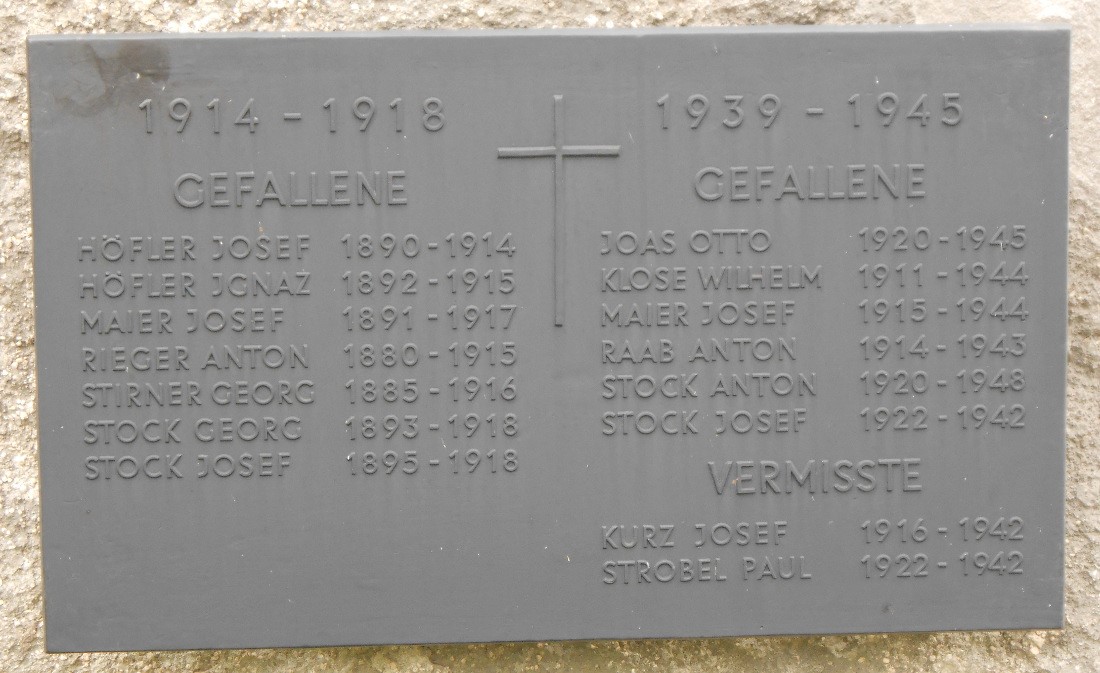 1914 - 1918
GEFALLENE
HÖFLER JOSEF 1890 - 1914
HÖFLER JGNAZ 1892 - 1915
MAIER JOSEF 1891 - 1917
RIEGER ANTON 1880 - 1915
STIRNER GEORG 1885 - 1916
STOCK GEORG 1893 - 1918
STOCK JOSEF 1895 - 1918
1939 - 1945
GEFALLENE
JOAS OTTO 1920 - 1945
KLOSE WILHELM 1911 - 1944
MAIER JOSEF 1915 - 1944
RAAB ANTON 1914 - 1943
STOCK ANTON 1920 - 1948
STOCK JOSEF 1922 - 1942
VERMISSTE
KURZ JOSEF 1916 - 1942
STROBEL PAUL 1922 - 1942